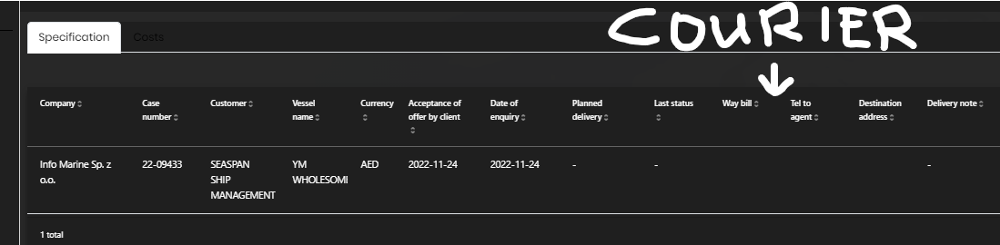 COURIER
Specification Costs
Company Case number Customer Vessel name Currency Acceptance of offer by client Date of enquiry Planned delivery Last status Way bill Tel to agent Destination address Delivery note
Info Marine Sp. z o.o. 22-09433 SEASPAN SHIP MANAGEMENT YM WHOLESOMI AED 2022-11-24 2022-11-24 - - -
1 total